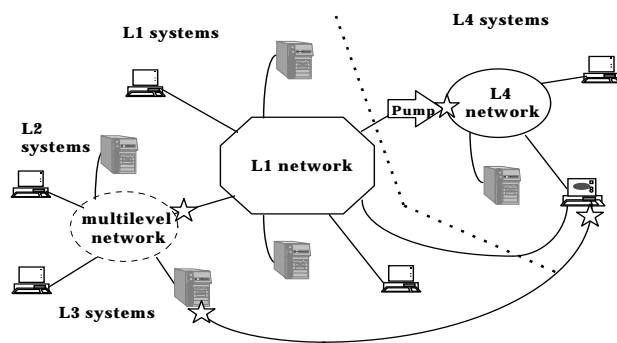 L1 systems
L4 systems
Pump
L4
network
L2
systems
L1 network
multilevel
network
L3 systems